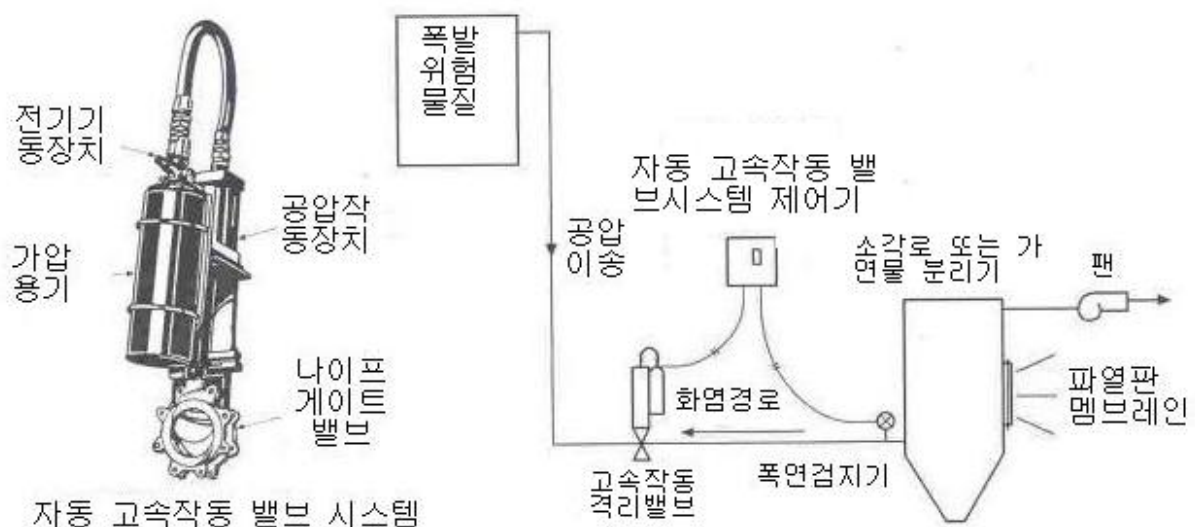 전기기
동장치
가압
용기
공압작
동장치
나이프
게이트
밸브
자동 고속작동 밸브 시스템
폭발
위험
물질
공압
이송
자동 고속작동 밸
브시스템 제어기
소각로 또는 가
연물 분리기
팬
화염경로
파열판
멤브레인
고속작동
격리밸브
폭연검지기